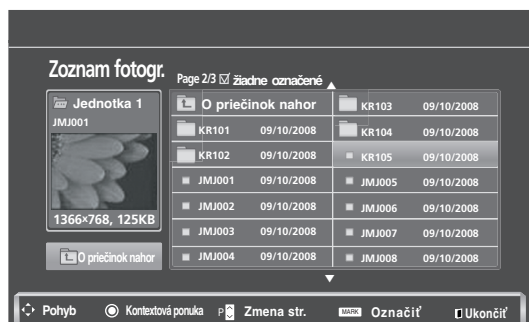 Zoznam fotogr.
Page 2/3 žiadne označené
Jednotka 1
JMJ001
1366×768, 125KB
O priečinok nahor
O priečinok nahor
KR101 09/10/2008
KR102 09/10/2008
JMJ001 09/10/2008
JMJ002 09/10/2008
JMJ003 09/10/2008
JMJ004 09/10/2008
KR103 09/10/2008
KR104 09/10/2008
KR105 09/10/2008
JMJ005 09/10/2008
JMJ006 09/10/2008
JMJ007 09/10/2008
JMJ008 09/10/2008
Pohyb Kontextová ponuka P Zmena str. MARK Označiť Ukončiť